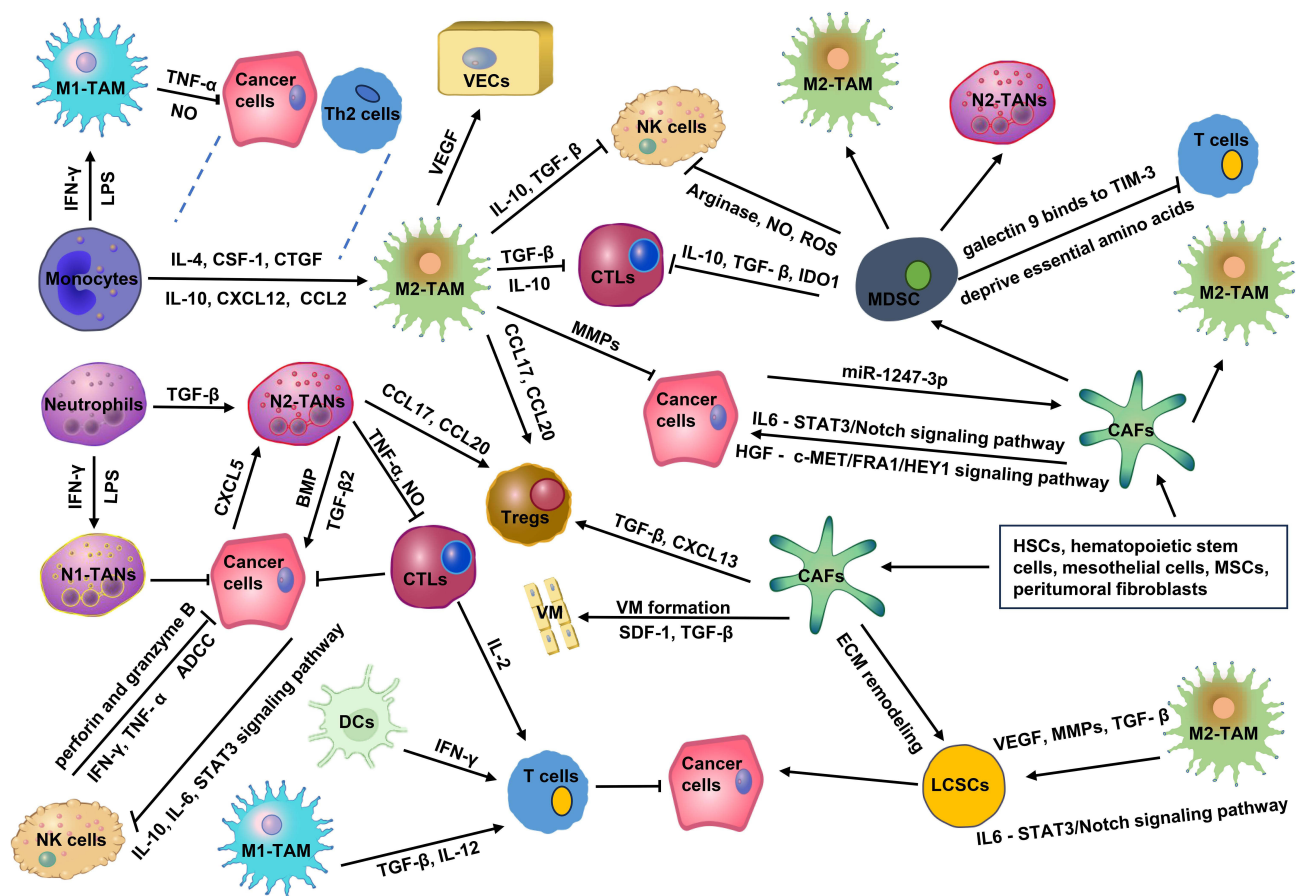 M1-TAM
TNF-α
NO
Cancer
cells
Th2 cells
VECs
M2-TAM
N2-TANs
T cells
NK cells
IFN-γ
LPS
VEGF
IL-10, TGF- β
Arginase, NO, ROS
galectin 9 binds to TIM-3
deprive essential amino acids
Monocytes
IL-4, CSF-1, CTGF
IL-10, CXCL12, CCL2
M2-TAM
TGF-β
IL-10
CTLs
IL-10, TGF- β, IDO1
MDSC
M2-TAM
MMPs
CCL17, CCL20
Neutrophils
TGF-β
N2-TANs
CCL17, CCL20
Cancer
cells
miR-1247-3p
IL6 - STAT3/Notch signaling pathway
HGF - c-MET/FRA1/HEY1 signaling pathway
CAFs
IFN-γ
LPS
CXCL5
BMP
TGF-β2
TNF-α, NO
Tregs
TGF-β, CXCL13
N1-TANs
Cancer
cells
CTLs
CAFs
HSCs, hematopoietic stem
cells, mesothelial cells, MSCs,
peritumoral fibroblasts
VM
VM formation
SDF-1, TGF-β
perforin and granzyme B
ADCC
IFN-γ, TNF- α
IL-10, IL-6, STAT3 signaling pathway
IL-2
ECM remodeling
DCs
IFN-γ
T cells
Cancer
cells
LCSCs
VEGF, MMPs, TGF- β
M2-TAM
IL6 - STAT3/Notch signaling pathway
NK cells
M1-TAM
TGF-β, IL-12